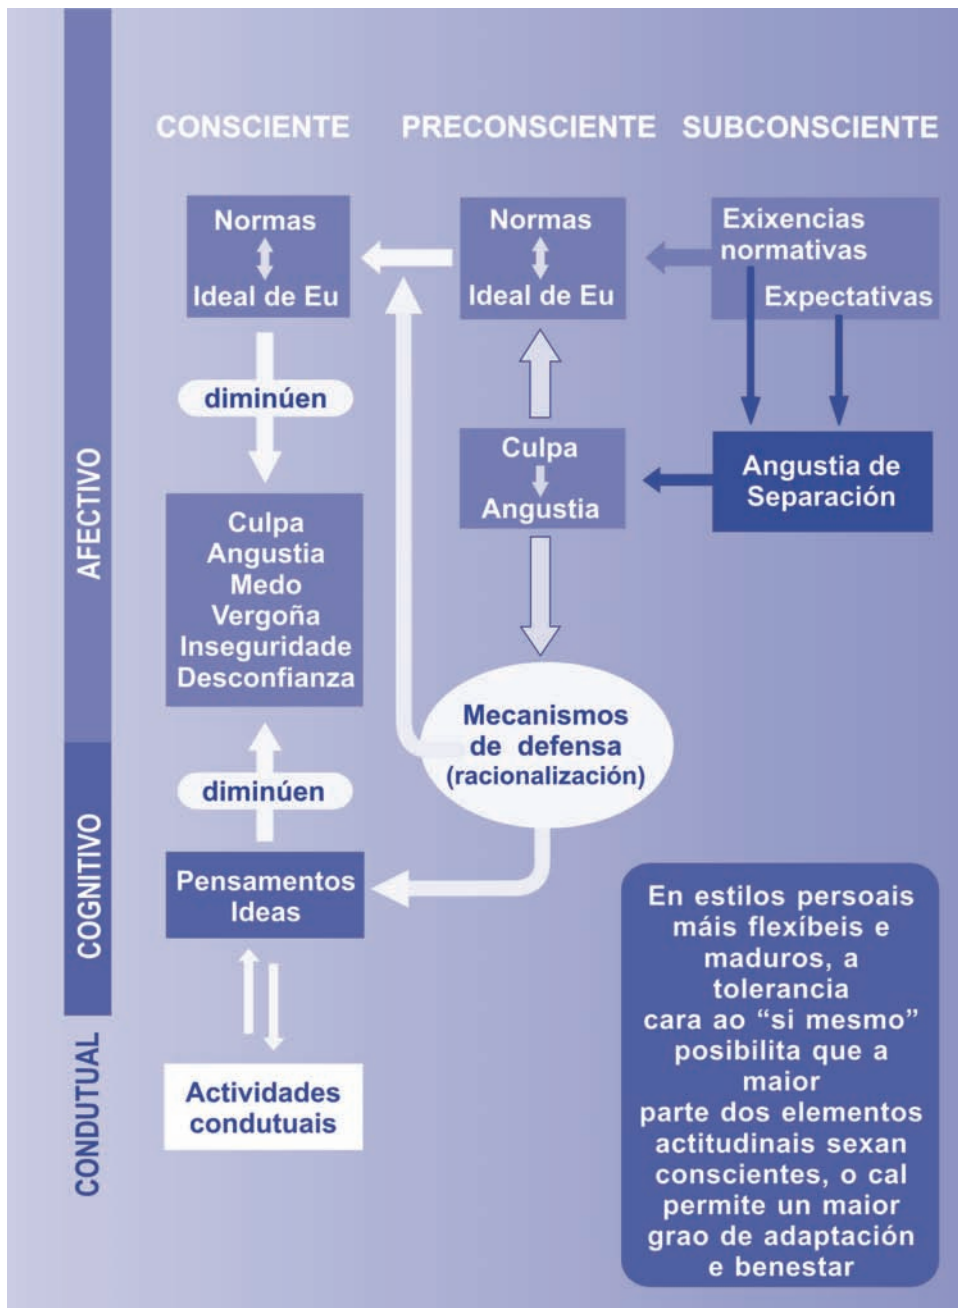 CONSCIENTE
PRECONSCIENTE
SUBCONSCIENTE
Normas
Ideal de Eu
Normas
Ideal de Eu
Exixencias
normativas
Expectativas
diminúen
Culpa
Angustia
Angustia de
Separación
Culpa
Angustia
Medo
Vergoña
Inseguridade
Desconfianza
Mecanismos
de defensa
(racionalización)
diminúen
Pensamentos
Ideas
Actividades
condutuais
AFECTIVO
COGNITIVO
CONDUTUAL
En estilos persoais
máis flexíbeis e
maduros, a
tolerancia
cara ao “si mesmo”
posibilita que a
maior
parte dos elementos
actitudinais sexan
conscientes, o cal
permite un maior
grao de adaptación
e benestar